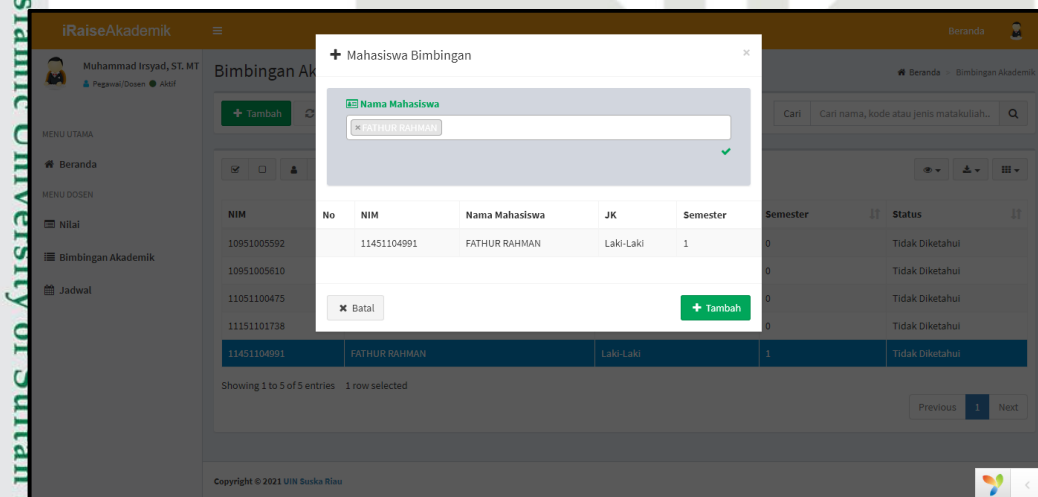 slamic University of Sultan
iRaiseAkademik
Beranda
Muhammad Irsyad, ST. MT
Pegawai/Dosen Aktif
MENU UTAMA
Beranda
MENU DOSEN
Nilai
Bimbingan Akademik
Jadwal
Bimbingan Ak
Beranda Bimbingan Akademik
+ Tambah
Cari Cari nama, kode atau jenis matakuliah...
+ Mahasiswa Bimbingan ×
Nama Mahasiswa
× FATHUR RAHMAN
No NIM Nama Mahasiswa JK Semester
11451104991 FATHUR RAHMAN Laki-Laki 1
✖ Batal
+ Tambah
NIM Semester Status
10951005592 0 Tidak Diketahui
10951005610 0 Tidak Diketahui
11051100475 0 Tidak Diketahui
11151101738 0 Tidak Diketahui
11451104991 FATHUR RAHMAN Laki-Laki 1 Tidak Diketahui
Showing 1 to 5 of 5 entries 1 row selected
Previous 1 Next
Copyright © 2021 UIN Suska Riau